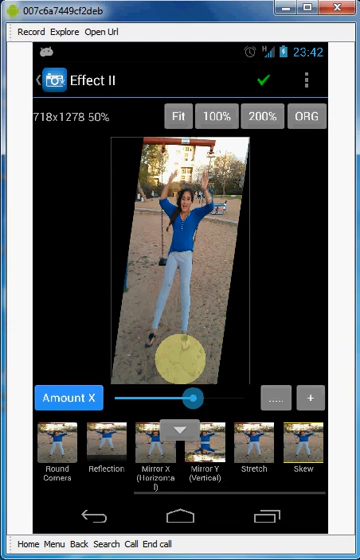 007c6a7449cf2deb
Record Explore Open Url
23:42
Effect II
718x1278 50%
Fit 100% 200% ORG
Amount X ..... +
Round Corners
Reflection
Mirror X (Horizontal)
Mirror Y (Vertical)
Stretch
Skew
Home Menu Back Search Call End call